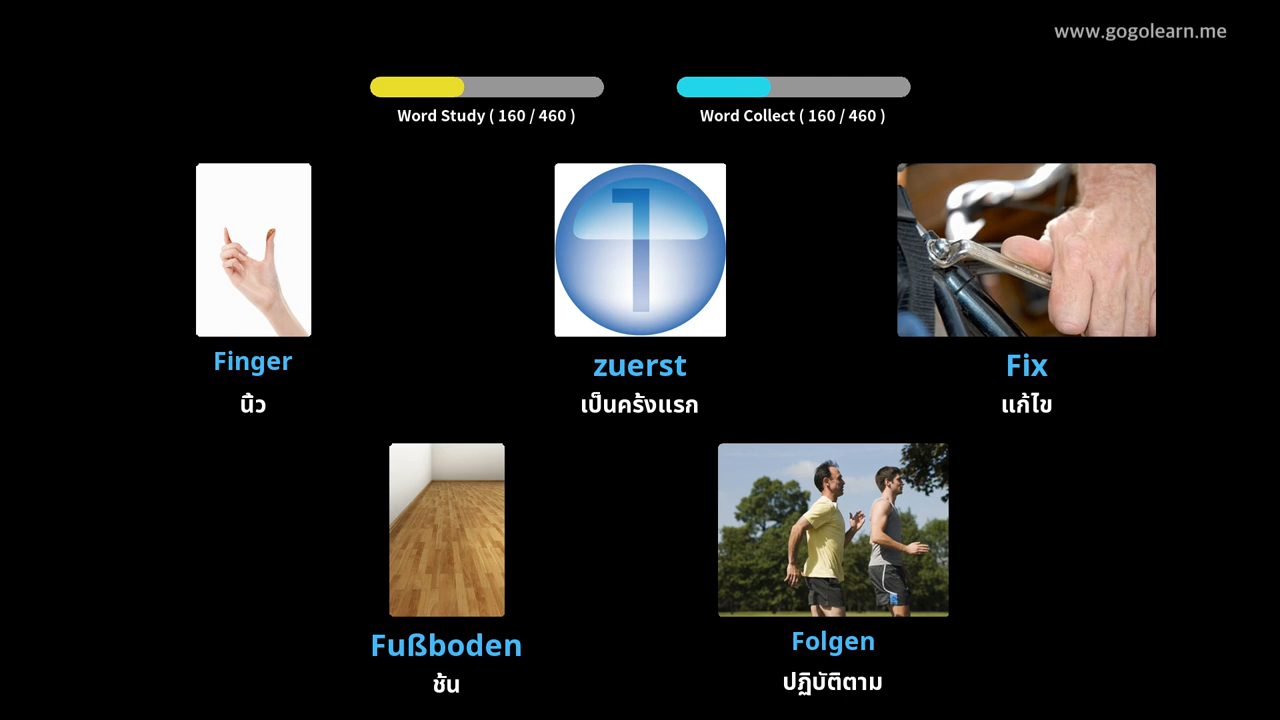 www.gogolearn.me
Word Study ( 160 / 460 )
Word Collect ( 160 / 460 )
1
Finger
นิ้ว
zuerst
เป็นครั้งแรก
Fix
แก้ไข
Fußboden
ชั้น
Folgen
ปฏิบัติตาม